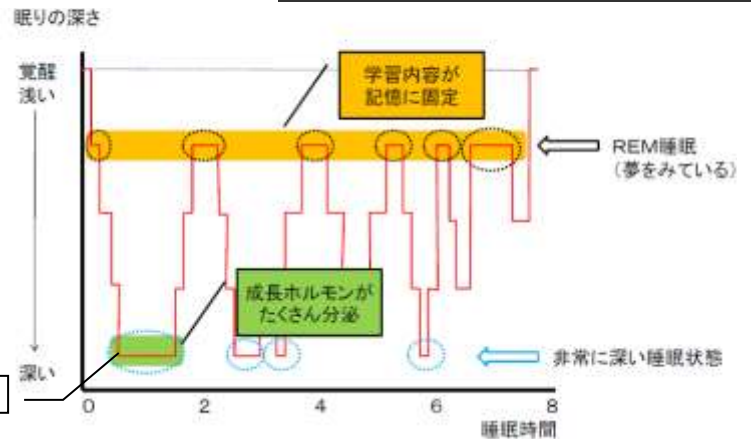 眠りの深さ
覚醒
浅い
学習内容が
記憶に固定
REM睡眠
(夢をみている)
成長ホルモンが
たくさん分泌
非常に深い睡眠状態
深い
0 2 4 6 8
睡眠時間